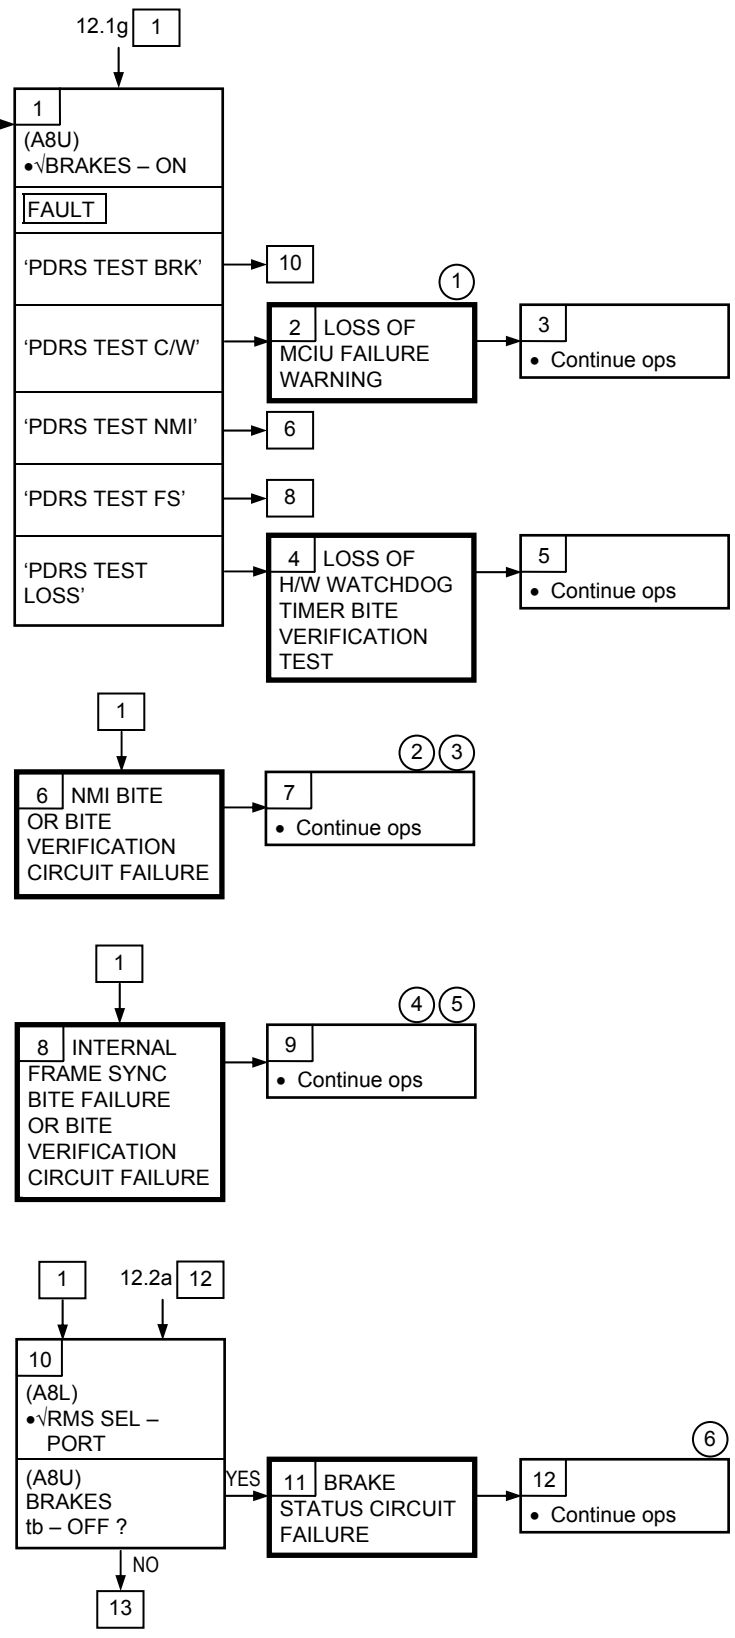 12.1g 1
1
(A8U)
•√BRAKES – ON
FAULT
'PDRS TEST BRK'
10
'PDRS TEST C/W'
1
2 LOSS OF
MCIU FAILURE
WARNING
3
• Continue ops
'PDRS TEST NMI'
6
'PDRS TEST FS'
8
'PDRS TEST
LOSS'
4 LOSS OF
H/W WATCHDOG
TIMER BITE
VERIFICATION
TEST
5
• Continue ops
1
6 NMI BITE
OR BITE
VERIFICATION
CIRCUIT FAILURE
2 3
7
• Continue ops
1
8 INTERNAL
FRAME SYNC
BITE FAILURE
OR BITE
VERIFICATION
CIRCUIT FAILURE
4 5
9
• Continue ops
1 12.2a 12
10
(A8L)
•√RMS SEL –
PORT
(A8U)
BRAKES
tb – OFF ?
YES
11 BRAKE
STATUS CIRCUIT
FAILURE
6
12
• Continue ops
NO
13